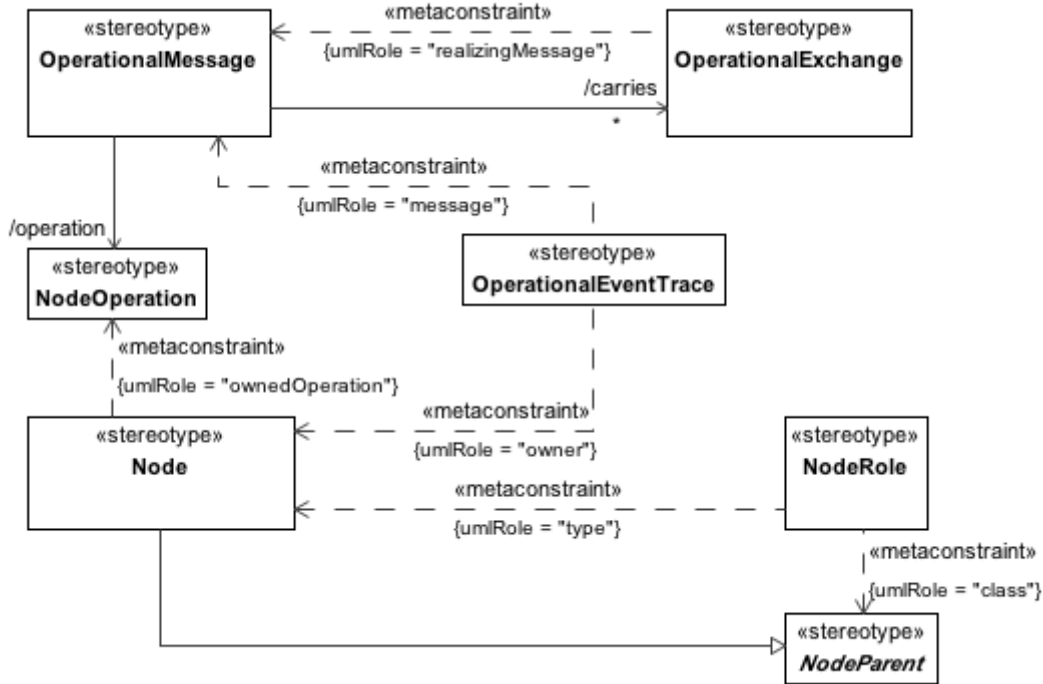 «metaconstraint»
«stereotype»
OperationalMessage
{umlRole = "realizingMessage"}
«stereotype»
OperationalExchange
/carries
*
«metaconstraint»
{umlRole = "message"}
/operation
«stereotype»
NodeOperation
«stereotype»
OperationalEventTrace
«metaconstraint»
{umlRole = "ownedOperation"}
«metaconstraint»
{umlRole = "owner"}
«stereotype»
Node
«stereotype»
NodeRole
«metaconstraint»
{umlRole = "type"}
«metaconstraint»
{umlRole = "class"}
«stereotype»
NodeParent